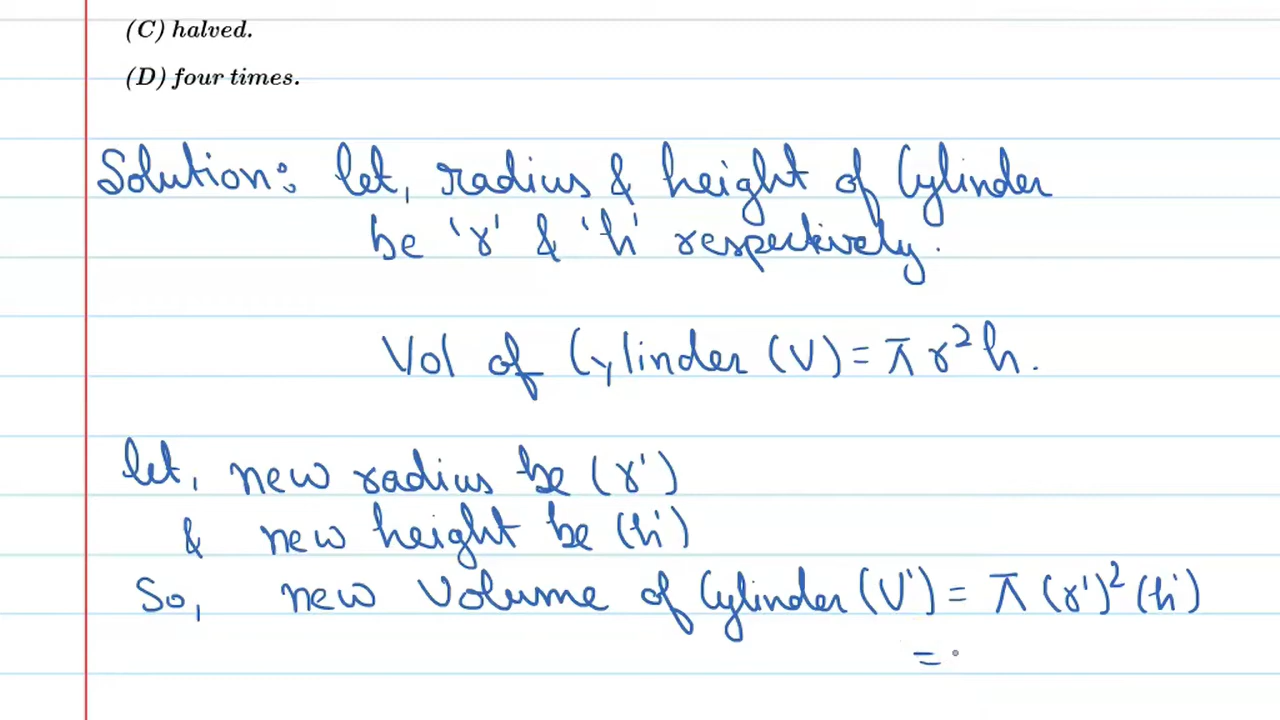 (C) halved.
(D) four times.
Solution: let, radius & height of Cylinder
be 'r' & 'h' respectively.
Vol of Cylinder (V) = π r² h.
let, new radius be (r')
& new height be (h')
So, new Volume of Cylinder (V') = π (r')² (h')
=